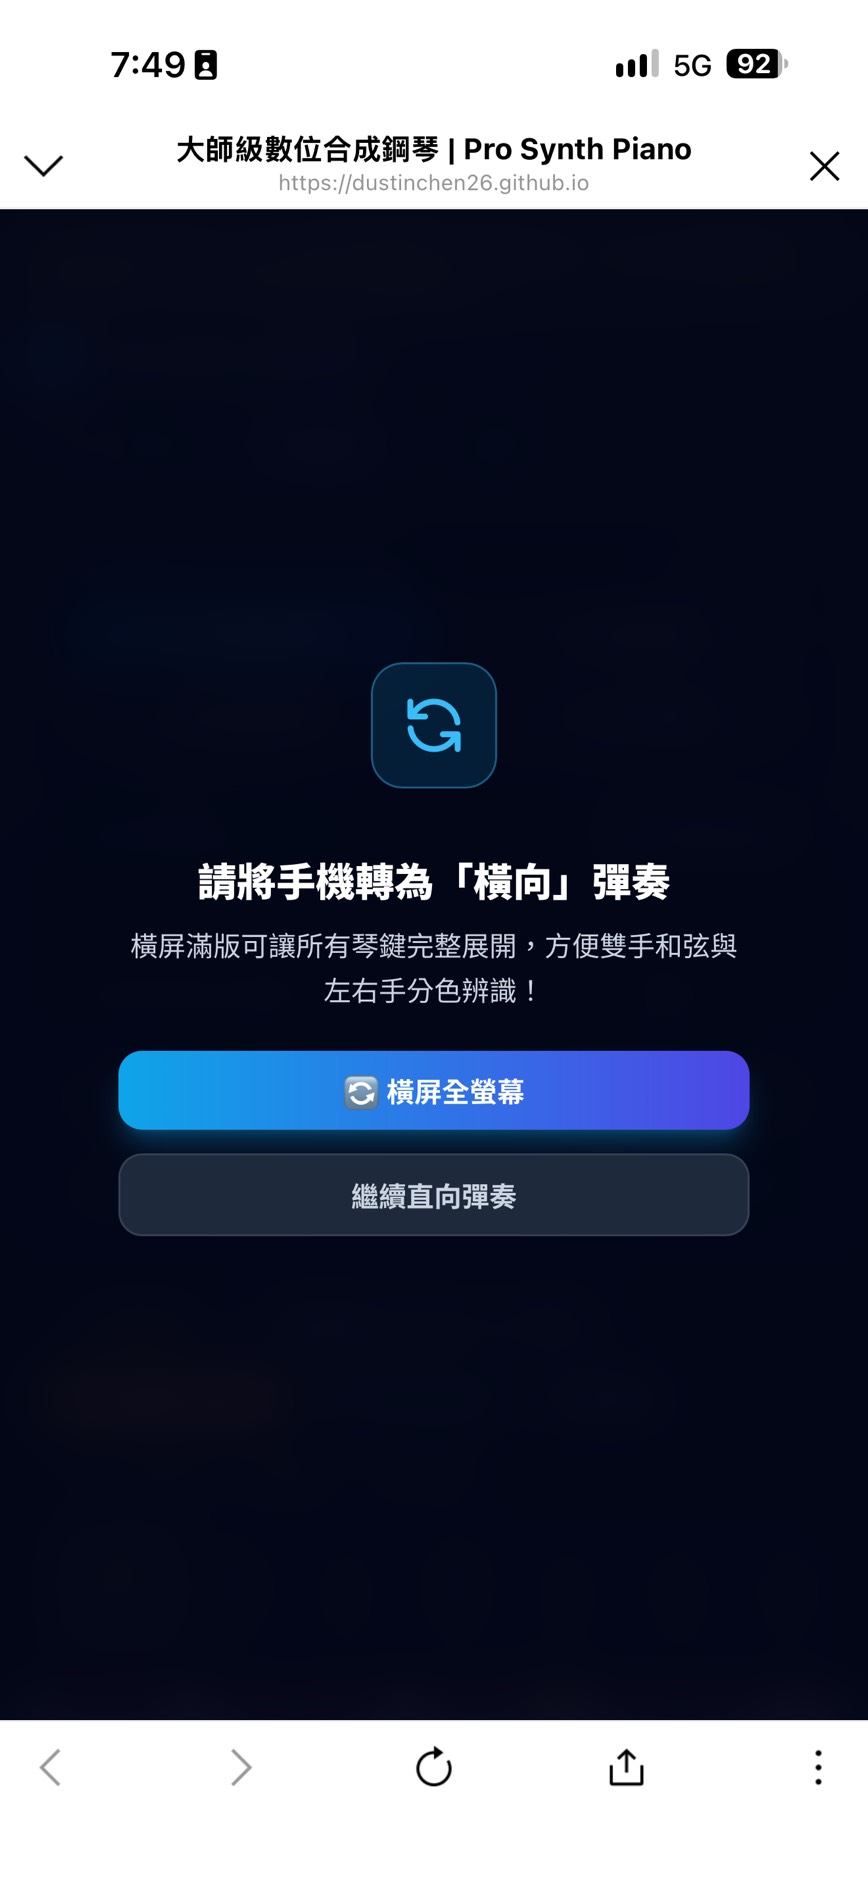 7:49
5G
92
大師級數位合成鋼琴 | Pro Synth Piano
https://dustinchen26.github.io
請將手機轉為「橫向」彈奏
橫屏滿版可讓所有琴鍵完整展開，方便雙手和弦與
左右手分色辨識！
🔄 橫屏全螢幕
繼續直向彈奏